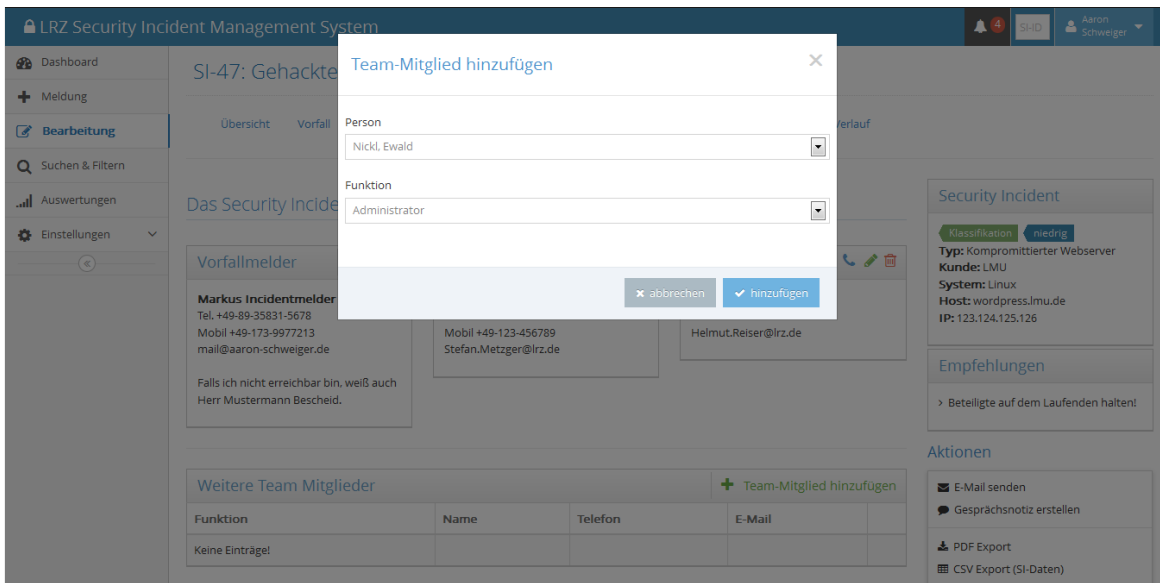 LRZ Security Incident Management System
4
SI-ID
Aaron
Schweiger
Dashboard
Meldung
Bearbeitung
Suchen & Filtern
Auswertungen
Einstellungen
SI-47: Gehackte
Übersicht
Vorfall
Verlauf
Das Security Incide
Team-Mitglied hinzufügen
Person
Nickl, Ewald
Funktion
Administrator
abbrechen
hinzufügen
Vorfallmelder
Markus Incidentmelder
Tel. +49-89-35831-5678
Mobil +49-173-9977213
mail@aaron-schweiger.de
Falls ich nicht erreichbar bin, weiß auch
Herr Mustermann Bescheid.
Mobil +49-123-456789
Stefan.Metzger@lrz.de
Helmut.Reiser@lrz.de
Weitere Team Mitglieder
Team-Mitglied hinzufügen
Funktion Name Telefon E-Mail
Keine Einträge!
Security Incident
Klassifikation niedrig
Typ: Kompromittierter Webserver
Kunde: LMU
System: Linux
Host: wordpress.lmu.de
IP: 123.124.125.126
Empfehlungen
Beteiligte auf dem Laufenden halten!
Aktionen
E-Mail senden
Gesprächsnotiz erstellen
PDF Export
CSV Export (SI-Daten)